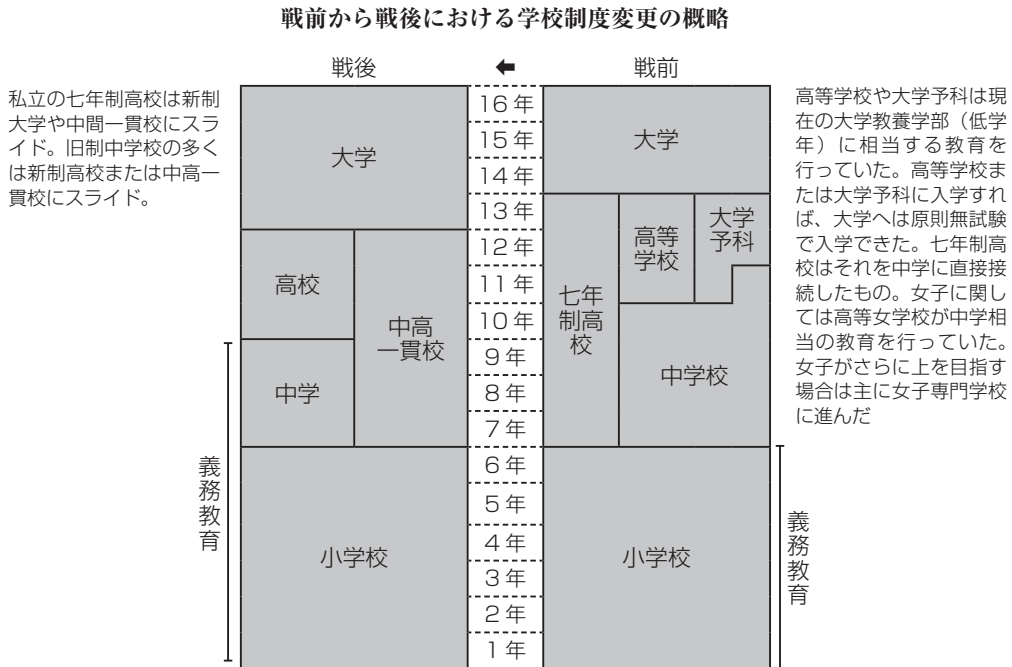 戦前から戦後における学校制度変更の概略
戦後
⬅
戦前
私立の七年制高校は新制
大学や中間一貫校にスラ
イド。旧制中学校の多く
は新制高校または中高一
貫校にスライド。
大学
高校
中高
一貫校
中学
小学校
義務教育
16年
15年
14年
13年
12年
11年
10年
9年
8年
7年
6年
5年
4年
3年
2年
1年
大学
七年
制高
校
高等
学校
大学
予科
中学校
小学校
義務教育
高等学校や大学予科は現
在の大学教養学部（低学
年）に相当する教育を
行っていた。高等学校ま
たは大学予科に入学すれ
ば、大学へは原則無試験
で入学できた。七年制高
校はそれを中学に直接接
続したもの。女子に関し
ては高等女学校が中学相
当の教育を行っていた。
女子がさらに上を目指す
場合は主に女子専門学校
に進んだ